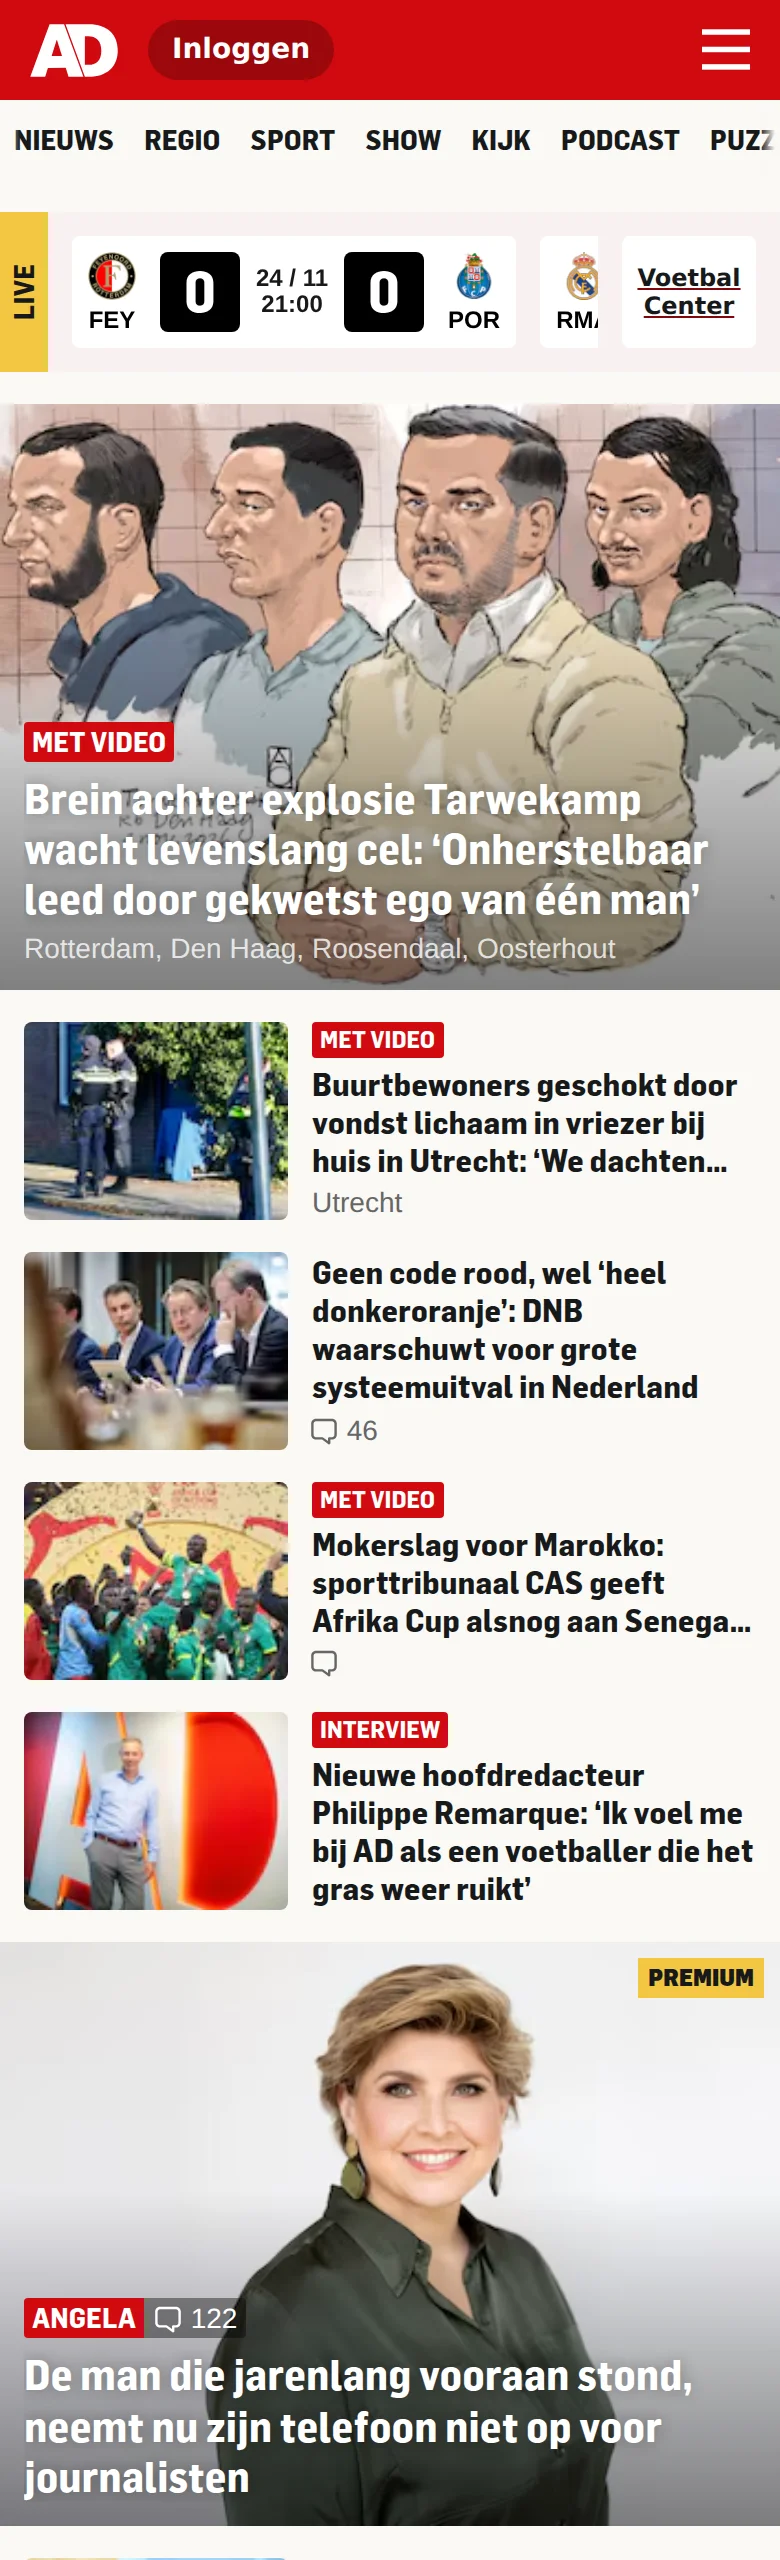 AD
Inloggen
NIEUWS REGIO SPORT SHOW KIJK PODCAST PUZZ
LIVE
FEY
0
24 / 11
21:00
0
POR
RMA
Voetbal
Center
MET VIDEO
Brein achter explosie Tarwekamp
wacht levenslang cel: ‘Onherstelbaar
leed door gekwetst ego van één man’
Rotterdam, Den Haag, Roosendaal, Oosterhout
MET VIDEO
Buurtbewoners geschokt door
vondst lichaam in vriezer bij
huis in Utrecht: ‘We dachten...
Utrecht
Geen code rood, wel ‘heel
donkeroranje’: DNB
waarschuwt voor grote
systeemuitval in Nederland
46
MET VIDEO
Mokerslag voor Marokko:
sporttribunaal CAS geeft
Afrika Cup alsnog aan Senega...
INTERVIEW
Nieuwe hoofdredacteur
Philippe Remarque: ‘Ik voel me
bij AD als een voetballer die het
gras weer ruikt’
PREMIUM
ANGELA 122
De man die jarenlang vooraan stond,
neemt nu zijn telefoon niet op voor
journalisten